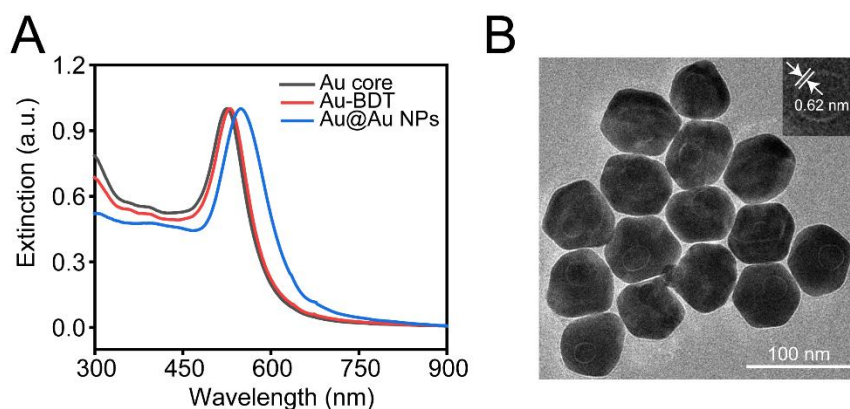 A
Extinction (a.u.)
1.2
0.9
0.6
0.3
0.0
Au core
Au-BDT
Au@Au NPs
300
450
600
750
900
Wavelength (nm)
B
0.62 nm
100 nm